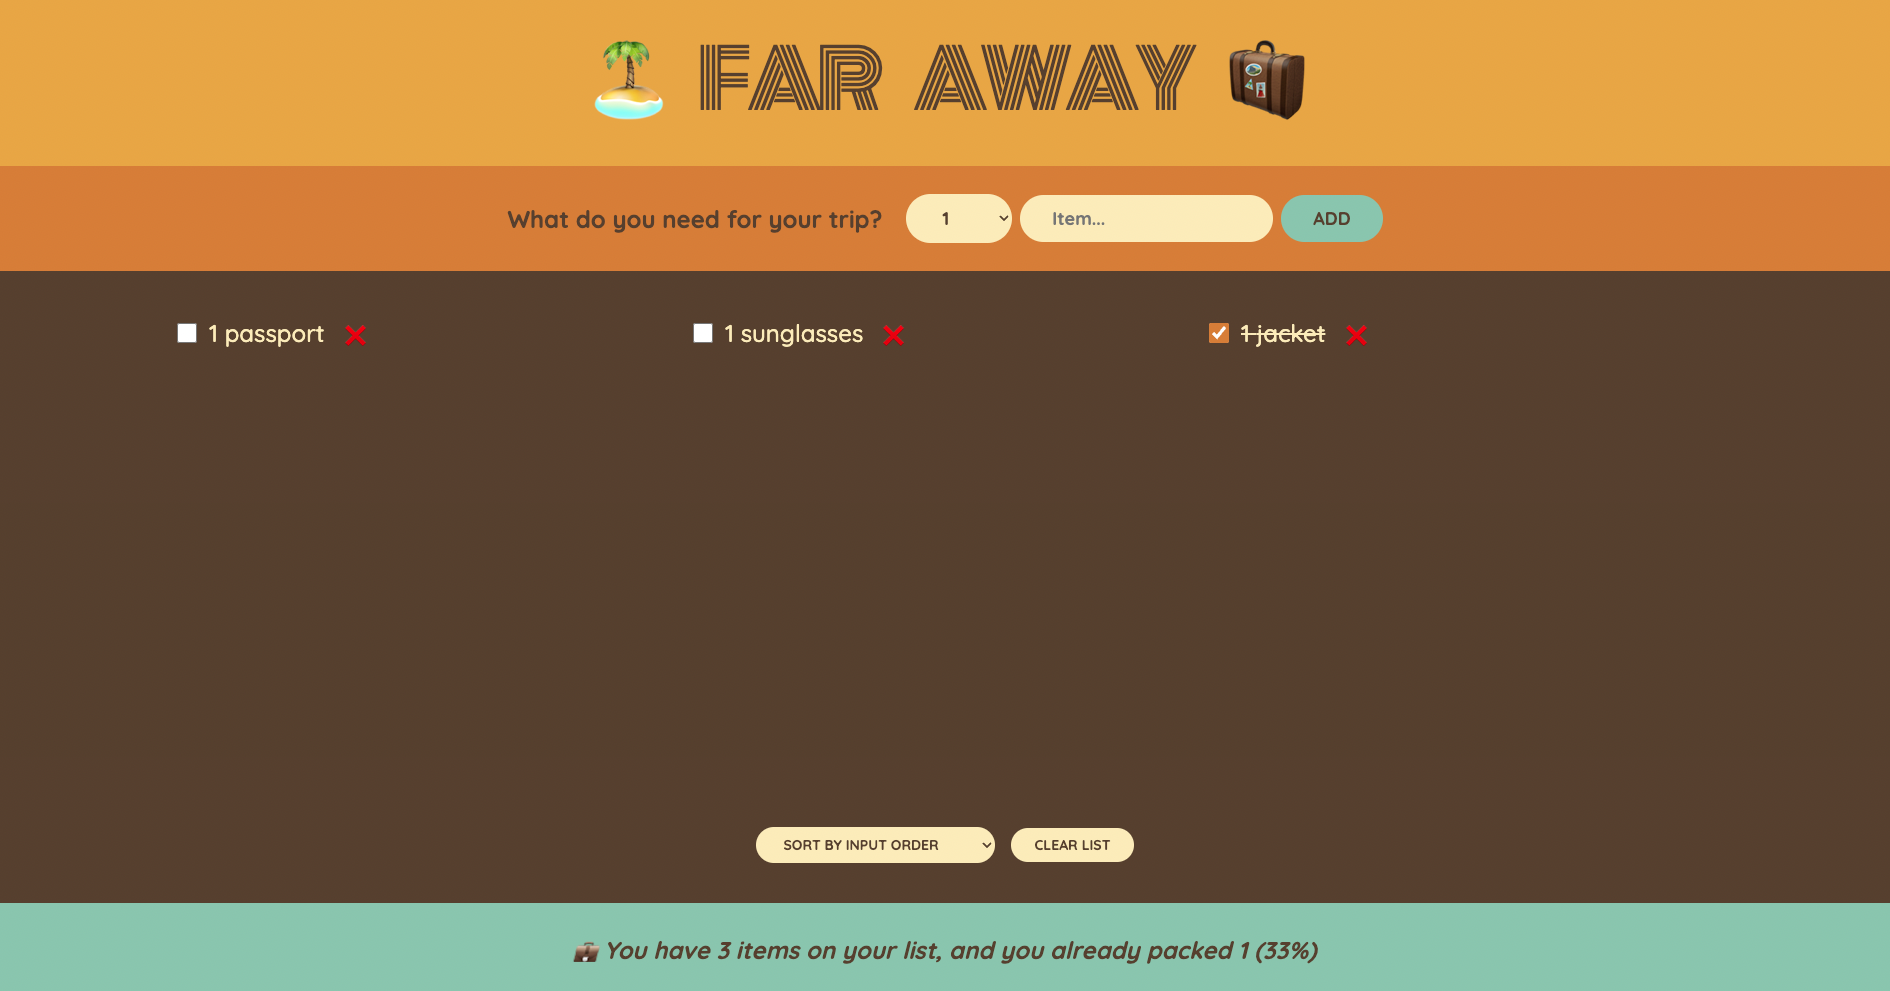 FAR AWAY
What do you need for your trip? 1 Item... ADD
1 passport 1 sunglasses 1 jacket
SORT BY INPUT ORDER CLEAR LIST
You have 3 items on your list, and you already packed 1 (33%)